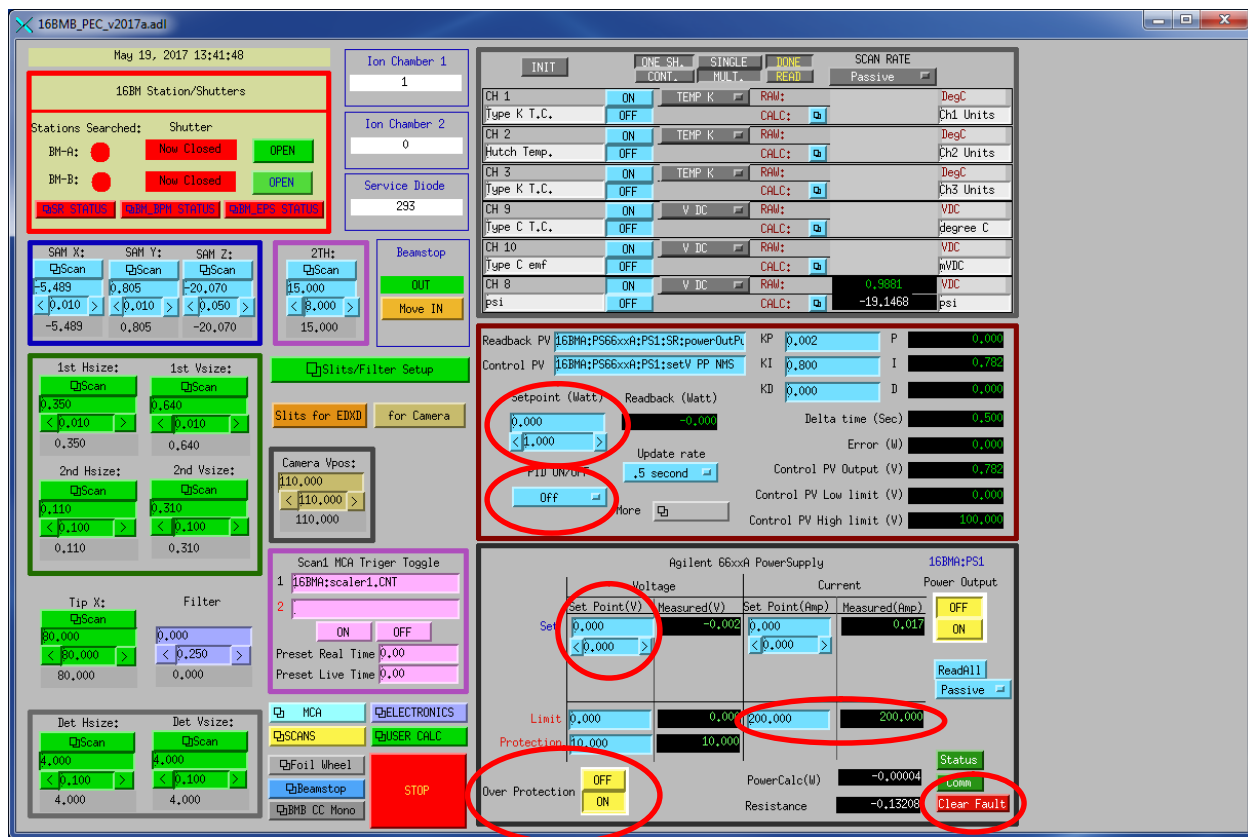 16BMB_PEC_v2017a.adl
May 19, 2017 13:41:48
16BM Station/Shutters
Stations Searched: Shutter
BM-A: Now Closed OPEN
BM-B: Now Closed OPEN
SR STATUS BM_BPM STATUS BM_EPS STATUS
Ion Chamber 1
1
Ion Chamber 2
0
Service Diode
293
SAM X: SAM Y: SAM Z:
Scan Scan Scan
-5.489 0.805 -20.070
< 0.010 > < 0.010 > < 0.050 >
-5.489 0.805 -20.070
2TH:
Scan
15.000
< 8.000 >
15.000
Beamstop
OUT
Move IN
1st Hsize: 1st Vsize:
Scan Scan
0.350 0.640
< 0.010 > < 0.010 >
0.350 0.640
2nd Hsize: 2nd Vsize:
Scan Scan
0.110 0.310
< 0.100 > < 0.100 >
0.110 0.310
Slits/Filter Setup
Slits for EDXD for Camera
Camera Vpos:
110.000
< 110.000 >
110.000
Tip X: Filter
Scan
80.000 0.000
< 80.000 > < 0.250 >
80.000 0.000
Scan1 MCA Triger Toggle
1 16BMA:scaler1.CNT
2
ON OFF
Preset Real Time 0.00
Preset Live Time 0.00
Det Hsize: Det Vsize:
Scan Scan
4.000 4.000
< 0.100 > < 0.100 >
4.000 4.000
MCA ELECTRONICS
SCANS USER CALC
Foil Wheel
Beamstop
BMB CC Mono
STOP
INIT ONE SH. SINGLE DONE SCAN RATE
CONT. MULT. READ Passive
CH 1 ON TEMP K RAW: DegC
Type K T.C. OFF CALC: Ch1 Units
CH 2 ON TEMP K RAW: DegC
Hutch Temp. OFF CALC: Ch2 Units
CH 3 ON TEMP K RAW: DegC
Type K T.C. OFF CALC: Ch3 Units
CH 9 ON V DC RAW: VDC
Type C T.C. OFF CALC: degree C
CH 10 ON V DC RAW: VDC
Type C emf OFF CALC: mVDC
CH 8 ON V DC RAW: 0.9881 VDC
psi OFF CALC: -19.1468 psi
Readback PV 16BMA:PS66xxA:PS1:SR:powerOutPu KP 0.002 P 0.000
Control PV 16BMA:PS66xxA:PS1:setV PP NMS KI 0.800 I 0.782
KD 0.000 D 0.000
Setpoint (Watt) Readback (Watt)
0.000 -0.000
< 1.000 >
Delta time (Sec) 0.500
Error (W) 0.000
Update rate
PID ON/OFF .5 second
Off
More
Control PV Output (V) 0.782
Control PV Low limit (V) 0.000
Control PV High limit (V) 100.000
Agilent 66xxA PowerSupply 16BMA:PS1
Voltage Current Power Output
Set Point(V) Measured(V) Set Point(Amp) Measured(Amp) OFF
Set 0.000 -0.002 0.000 0.017 ON
< 0.000 > < 0.000 >
ReadAll
Passive
Limit 0.000 0.000 200.000 200.000
Protection 10.000 10.000
Over Protection OFF
ON
PowerCalc(W) -0.00004
Resistance -0.13208
Status
Comm
Clear Fault